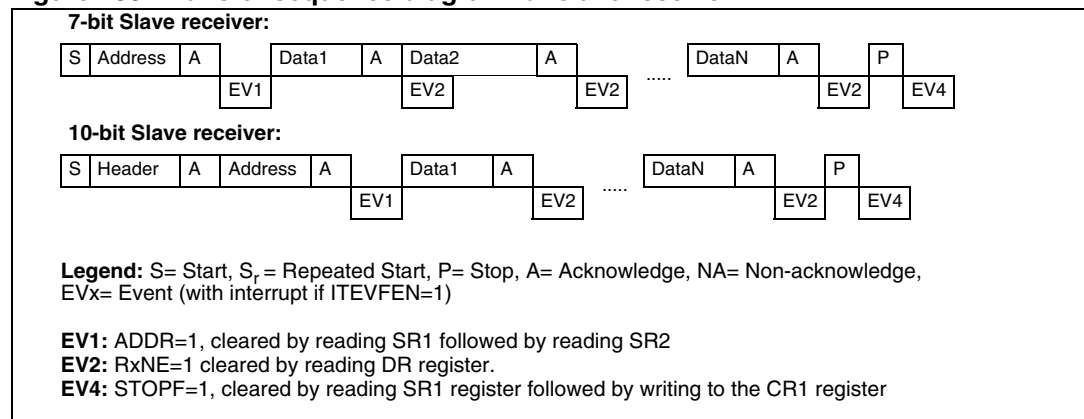 7-bit Slave receiver:
S Address A Data1 A Data2 A ..... DataN A P
EV1 EV2 EV2 EV2 EV4
10-bit Slave receiver:
S Header A Address A Data1 A ..... DataN A P
EV1 EV2 EV2 EV4
Legend: S= Start, Sr = Repeated Start, P= Stop, A= Acknowledge, NA= Non-acknowledge,
EVx= Event (with interrupt if ITEVFEN=1)
EV1: ADDR=1, cleared by reading SR1 followed by reading SR2
EV2: RxNE=1 cleared by reading DR register.
EV4: STOPF=1, cleared by reading SR1 register followed by writing to the CR1 register